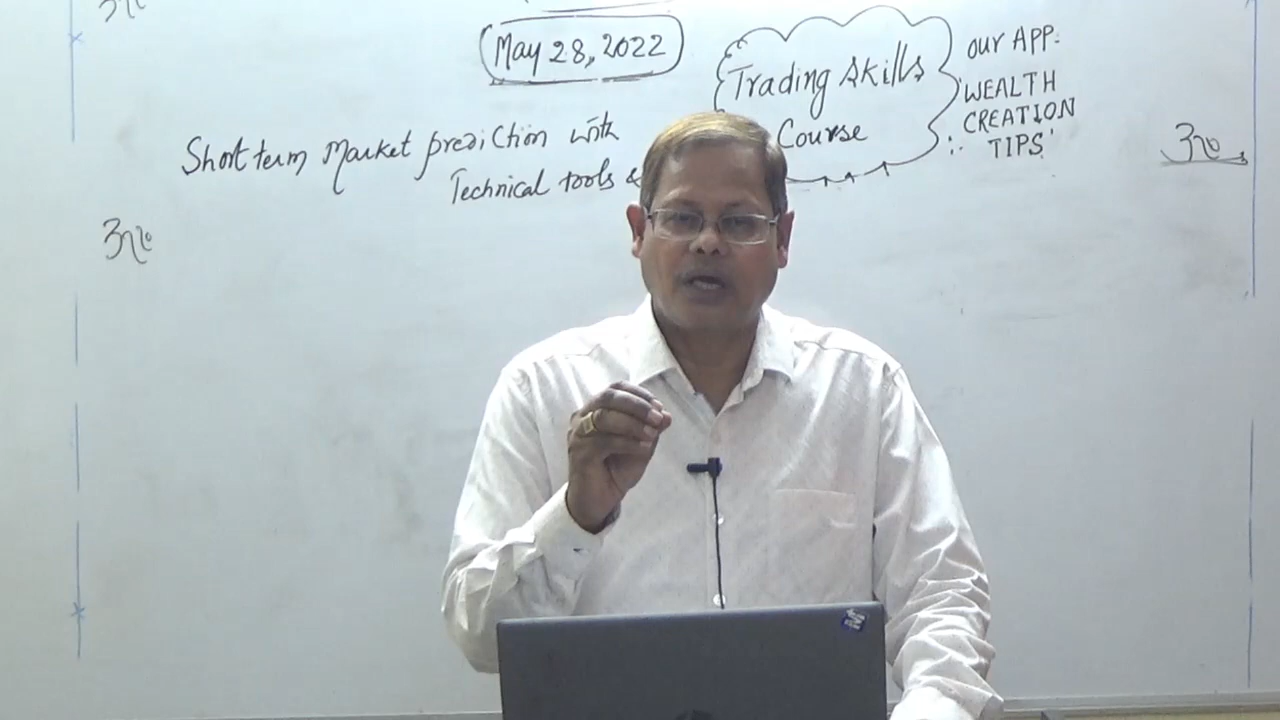 May 28, 2022
Trading Skills
Course
our APP:
'WEALTH
CREATION
TIPS'
Short term Market prediction with
Technical tools &